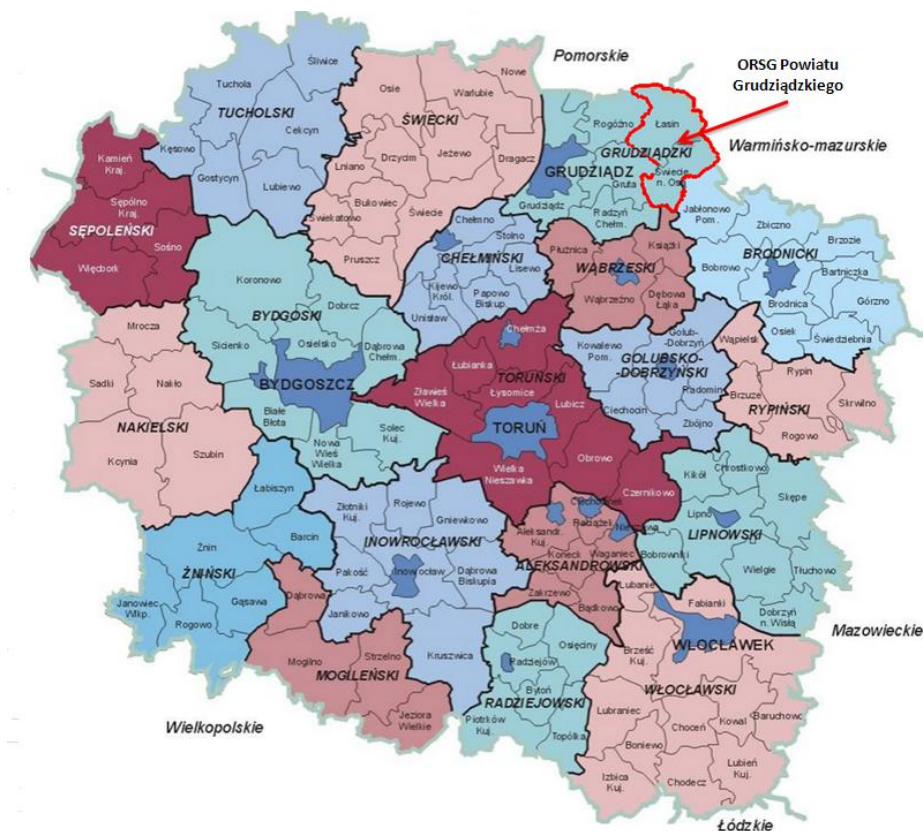 Pomorskie
ORSG Powiatu
Grudziądzkiego
Warmińsko-mazurskie
Śliwice
Tuchola
TUCHOLSKI
Cekcyn
Kęsowo
Gostycyn
Lubiewo
Osie
Nowe
Warlubie
ŚWIECKI
Lniano
Drzycim
Jeżewo
Dragacz
Bukowiec
Świekatowo
Świecie
Pruszcz
Rogóźno
Łasin
GRUDZIĄDZKI
GRUDZIĄDZ
Świecie
n. Osą
Gruta
Grudziądz
Radzyń
Chełm.
Kamień
Kraj.
Sępólno
Kraj.
SĘPOLEŃSKI
Sośno
Więcbork
Chełmno
Stolno
CHEŁMIŃSKI
Lisewo
Kijewo
Król.
Papowo
Biskup.
Unisław
Płużnica
Książki
WĄBRZESKI
Wąbrzeźno
Dębowa
Łąka
Jabłonowo
Pom.
Zbiczno
Brzozie
BRODNICKI
Bobrowo
Bartniczka
Brodnica
Górzno
Osiek
Świedziebnia
Koronowo
Dobrcz
BYDGOSKI
Sicienko
Osielsko
Dąbrowa
Chełm.
BYDGOSZCZ
Białe
Błota
Nowa
Wieś
Wielka
Solec
Kuj.
Mrocza
Sadki
Nakło
NAKIELSKI
Kcynia
Szubin
Chełmża
Łubianka
TORUŃSKI
Zławieś
Wielka
Łysomice
Lubicz
TORUŃ
Wielka
Nieszawka
Obrowo
Czernikowo
Kowalewo
Pom.
Golub-
Dobrzyń
GOLUBSKO-
-DOBRZYŃSKI
Radomin
Ciechocin
Zbójno
Wąpielsk
Rypin
Brzuze
Skrwilno
RYPIŃSKI
Rogowo
Łabiszyn
Żnin
Barcin
ŻNIŃSKI
Gąsawa
Janowiec
Wlkp.
Rogowo
Złotniki
Kuj.
Rojewo
Gniewkowo
INOWROCŁAWSKI
Pakość
Inowrocław
Dąbrowa
Biskupia
Janikowo
Kruszwica
Aleksandr.
Kuj.
Raciążek
Koneck
Waganiec
ALEKSANDROWSKI
Zakrzewo
Bądkowo
Kikół
Chrostkowo
Skępe
Lipno
LIPNOWSKI
Bobrowniki
Wielgie
Tłuchowo
Dobrzyń
n. Wisłą
Dąbrowa
Mogilno
Strzelno
MOGILEŃSKI
Jeziora
Wielkie
Dobre
Osięciny
Radziejów
Bytoń
RADZIEJOWSKI
Piotrków
Kuj.
Topólka
Lubanie
Fabianki
Brześć
Kuj.
WŁOCŁAWEK
WŁOCŁAWSKI
Lubraniec
Choceń
Kowal
Boniewo
Izbica
Kuj.
Chodecz
Lubień
Kuj.
Mazowieckie
Wielkopolskie
Łódzkie